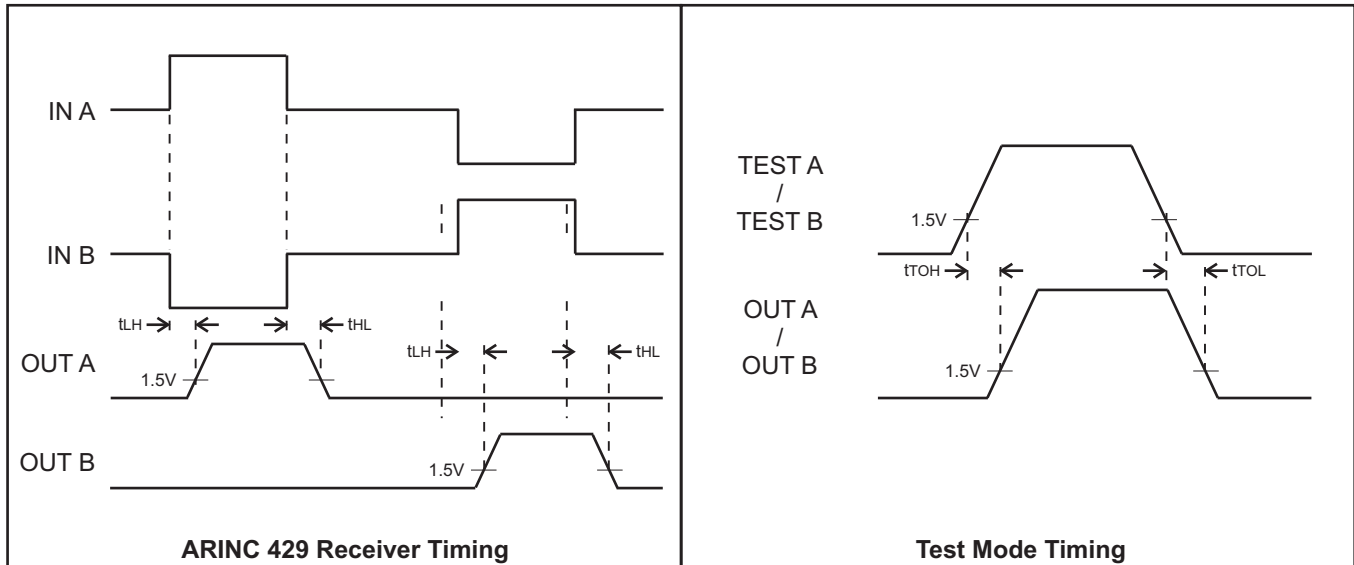 IN A
IN B
tLH
tHL
OUT A
1.5V
tLH
tHL
OUT B
1.5V
ARINC 429 Receiver Timing
TEST A
/
TEST B
1.5V
tTOH
tTOL
OUT A
/
OUT B
1.5V
Test Mode Timing